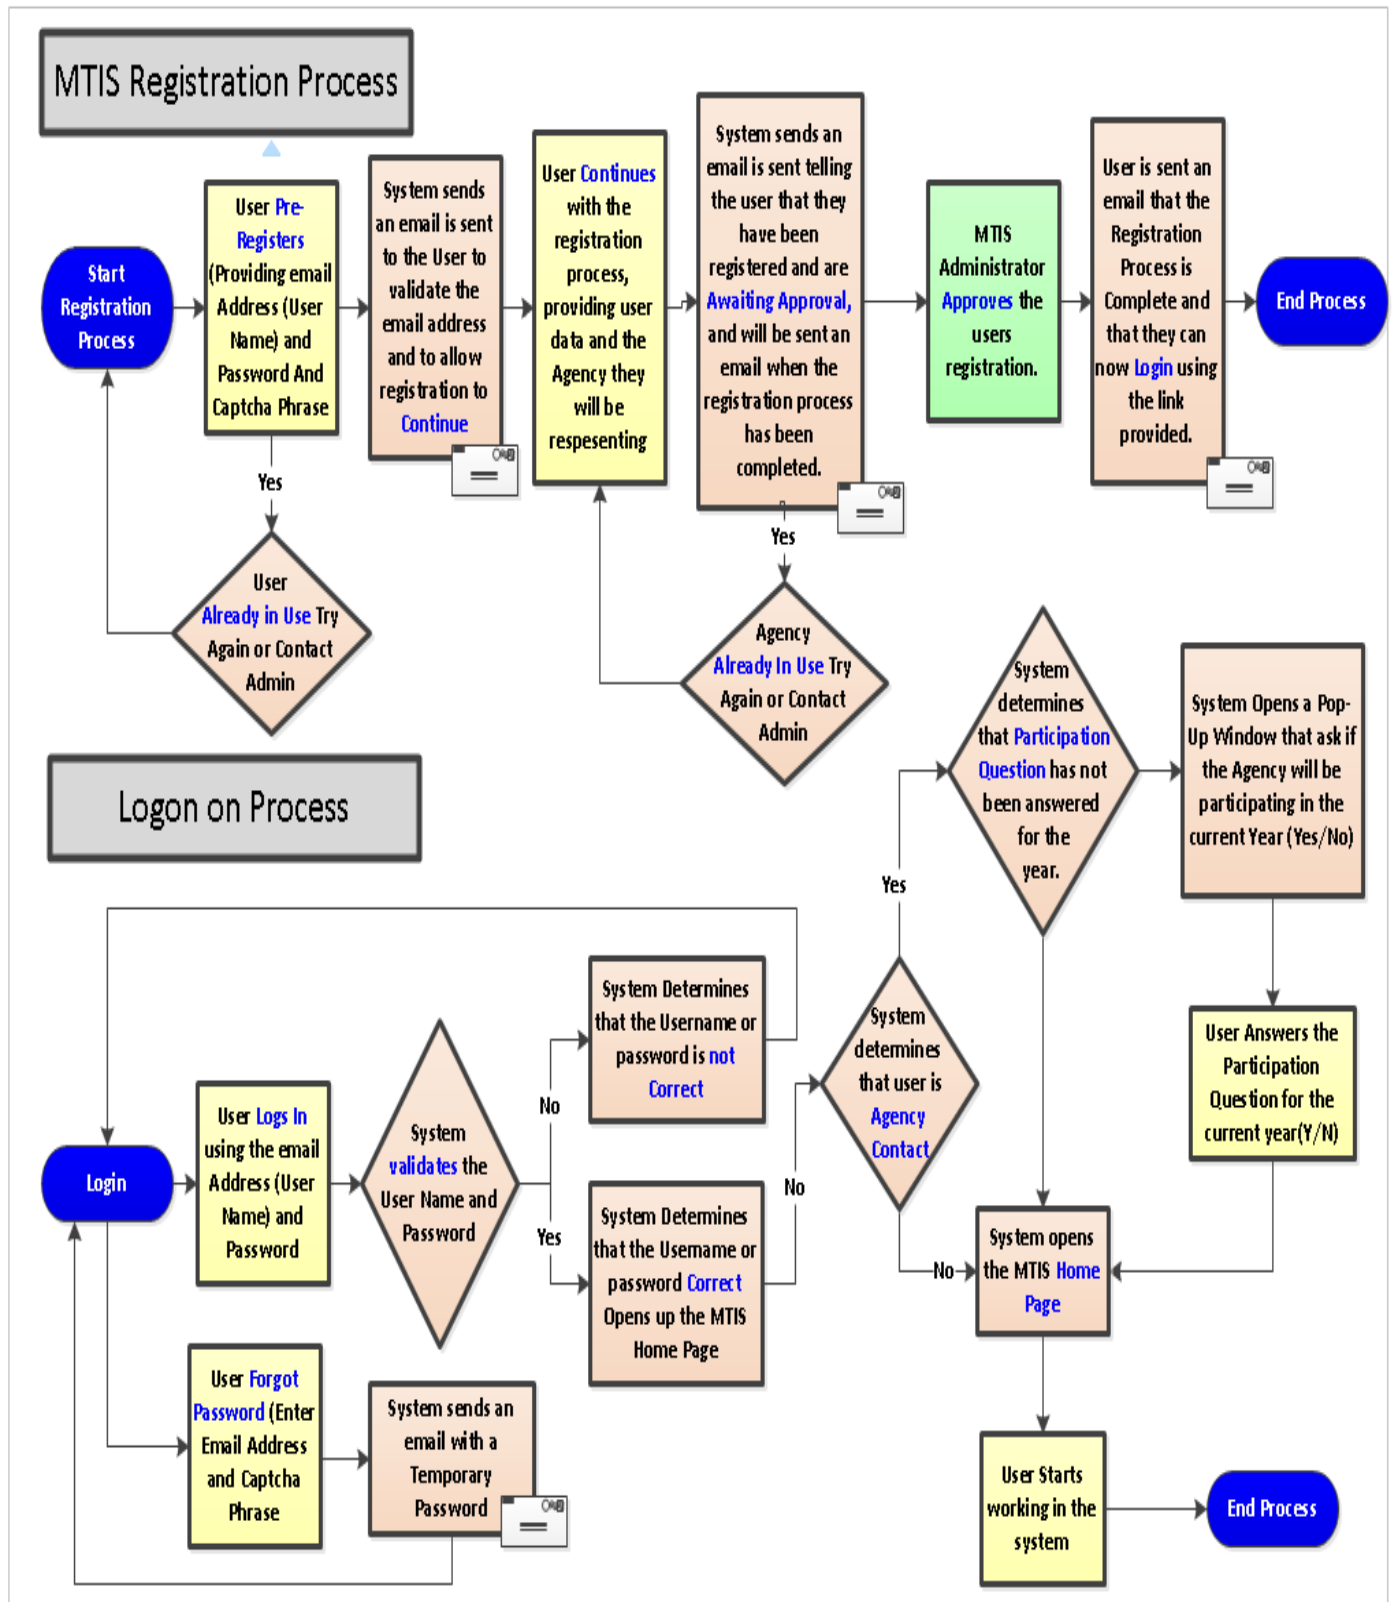 MTIS Registration Process
Start
Registration
Process
User Pre-
Registers
(Providing email
Address (User
Name) and
Password And
Captcha Phrase
System sends
an email is sent
to the User to
validate the
email address
and to allow
registration to
Continue
User Continues
with the
registration
process,
providing user
data and the
Agency they
will be
respesenting
System sends an
email is sent telling
the user that they
have been
registered and are
Awaiting Approval,
and will be sent an
email when the
registration process
has been
completed.
MTIS
Administrator
Approves the
users
registration.
User is sent an
email that the
Registration
Process is
Complete and
that they can
now Login using
the link
provided.
End Process
Yes
User
Already in Use Try
Again or Contact
Admin
Yes
Agency
Already In Use Try
Again or Contact
Admin
Logon on Process
Login
User Logs In
using the email
Address (User
Name) and
Password
System
validates the
User Name and
Password
No
System Determines
that the Username or
password is not
Correct
Yes
System Determines
that the Username or
password Correct
Opens up the MTIS
Home Page
No
System
determines
that user is
Agency
Contact
Yes
System
determines
that Participation
Question has not
been answered
for the
year.
System Opens a Pop-
Up Window that ask if
the Agency will be
participating in the
current Year (Yes/No)
User Answers the
Participation
Question for the
current year(Y/N)
No
System opens
the MTIS Home
Page
User Forgot
Password (Enter
Email Address
and Captcha
Phrase
System sends an
email with a
Temporary
Password
User Starts
working in the
system
End Process